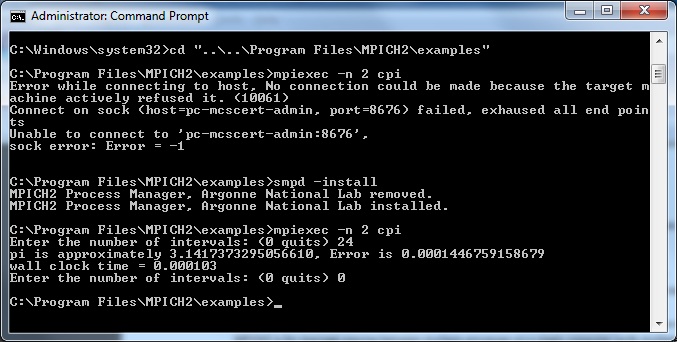 Administrator: Command Prompt
C:\Windows\system32>cd "..\..\Program Files\MPICH2\examples"
C:\Program Files\MPICH2\examples>mpiexec -n 2 cpi
Error while connecting to host, No connection could be made because the target m
achine actively refused it. (10061)
Connect on sock (host=pc-mcscert-admin, port=8676) failed, exhaused all end poin
ts
Unable to connect to 'pc-mcscert-admin:8676',
sock error: Error = -1
C:\Program Files\MPICH2\examples>smpd -install
MPICH2 Process Manager, Argonne National Lab removed.
MPICH2 Process Manager, Argonne National Lab installed.
C:\Program Files\MPICH2\examples>mpiexec -n 2 cpi
Enter the number of intervals: (0 quits) 24
pi is approximately 3.1417373295056610, Error is 0.0001446759158679
wall clock time = 0.000103
Enter the number of intervals: (0 quits) 0
C:\Program Files\MPICH2\examples>_